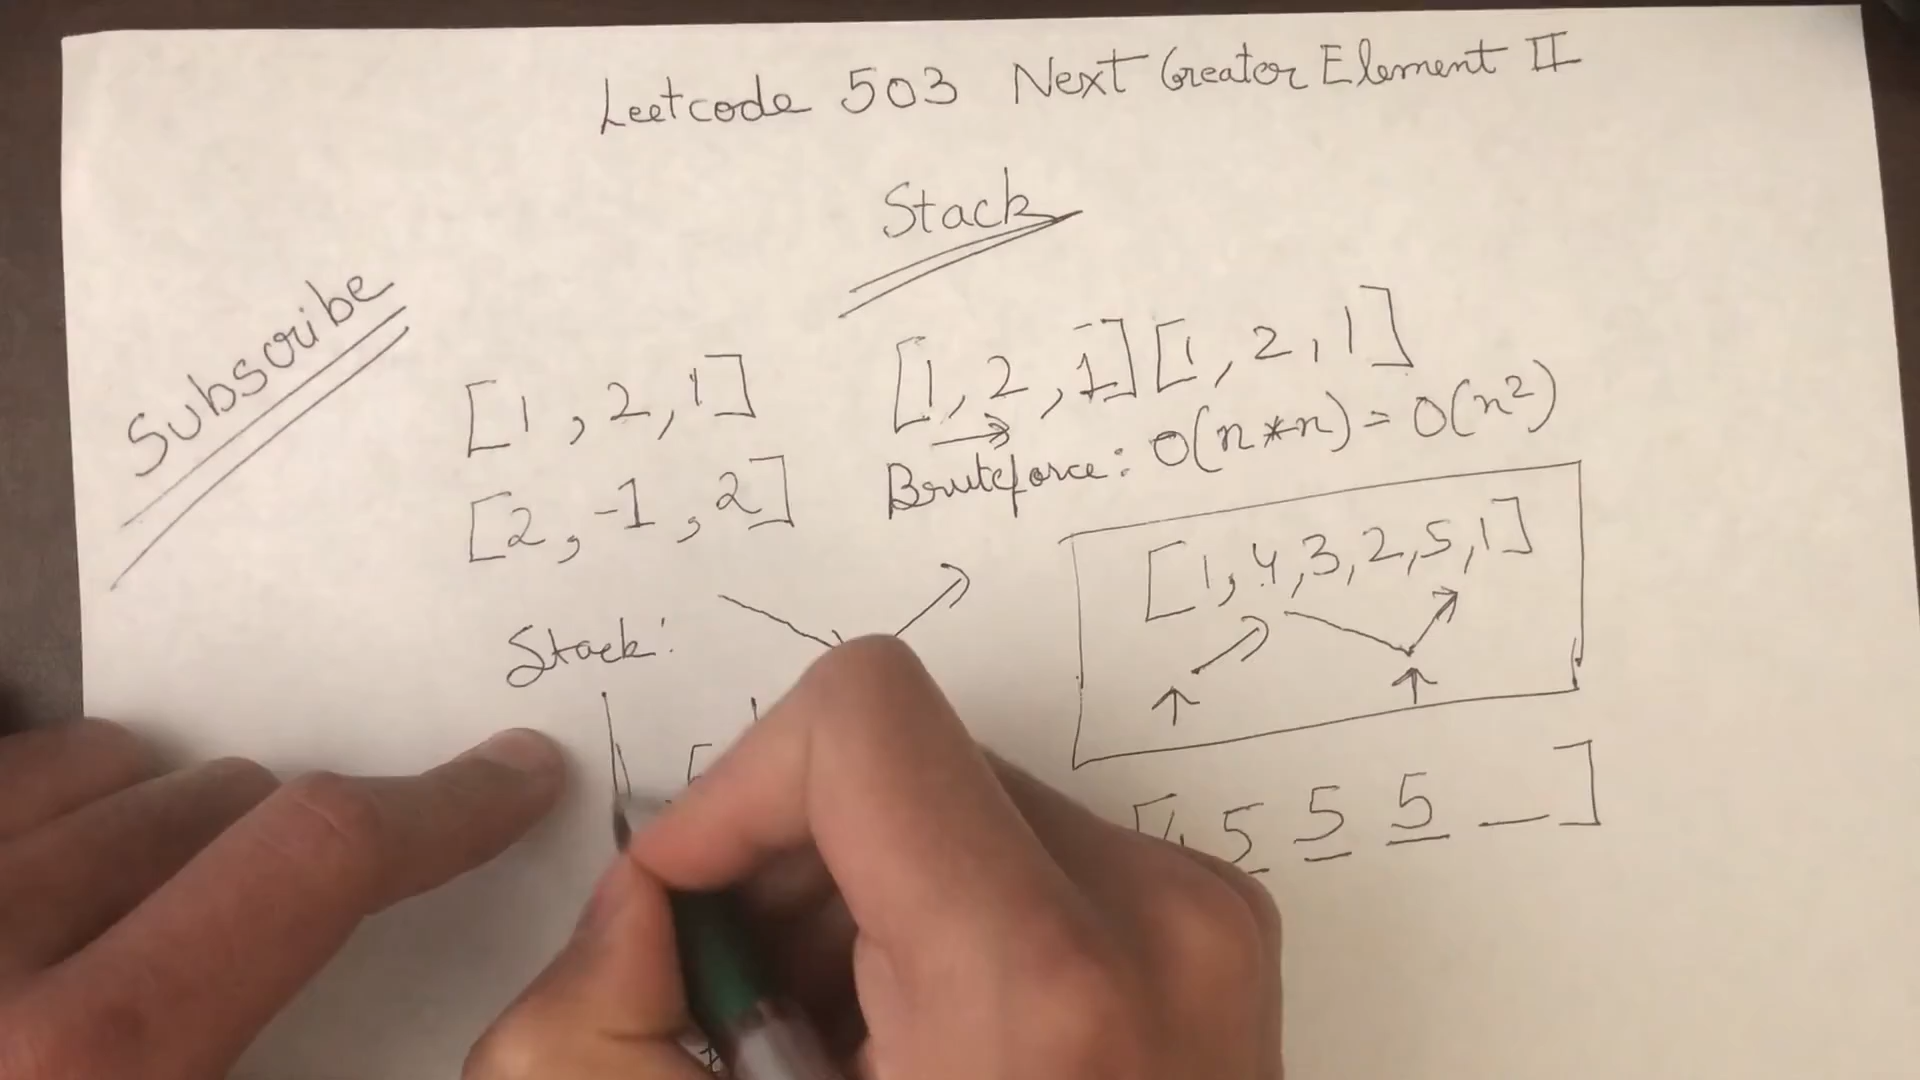 Leetcode 503 Next Greator Element II
Stack
Subscribe
[1, 2, 1]
[1, 2, 1][1, 2, 1]
Bruteforce: O(n*n) = O(n²)
[2, -1, 2]
[1, 4, 3, 2, 5, 1]
Stack:
5 5 5 _ ]